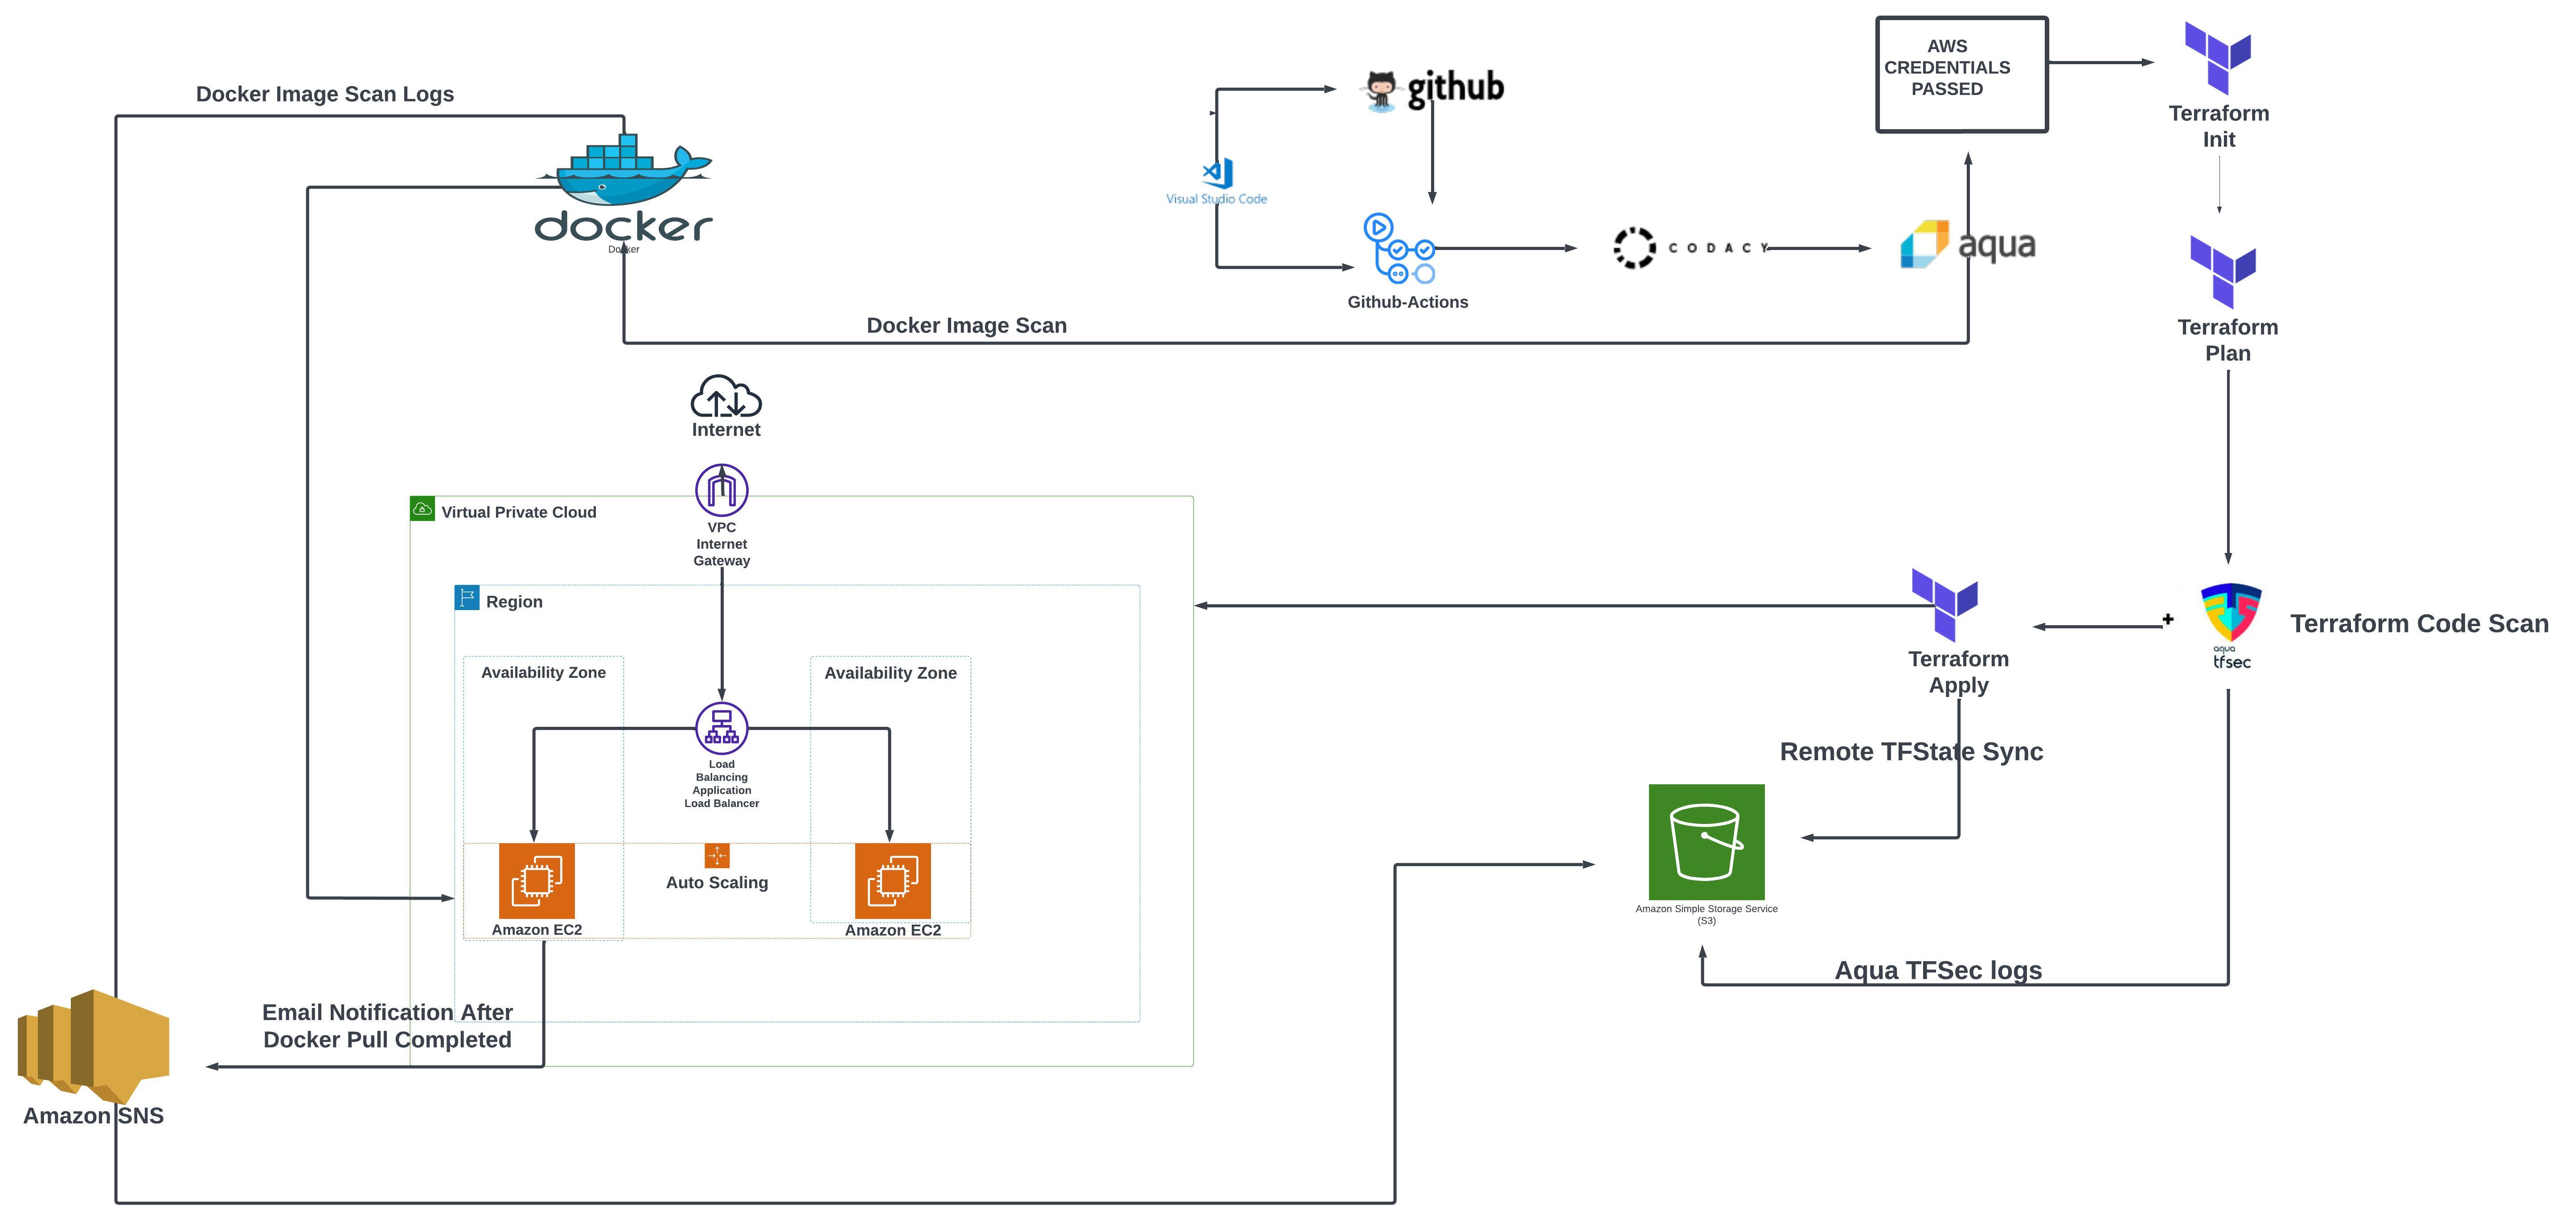 AWS
CREDENTIALS
PASSED
Terraform
Init
Docker Image Scan Logs
github
docker
Docker
Visual Studio Code
Github-Actions
CODACY
aqua
Terraform
Plan
Docker Image Scan
Internet
Virtual Private Cloud
VPC
Internet
Gateway
Region
Availability Zone
Availability Zone
Load
Balancing
Application
Load Balancer
Auto Scaling
Amazon EC2
Amazon EC2
Terraform
Apply
aqua
tfsec
Terraform Code Scan
Remote TFState Sync
Amazon Simple Storage Service
(S3)
Aqua TFSec logs
Email Notification After
Docker Pull Completed
Amazon SNS